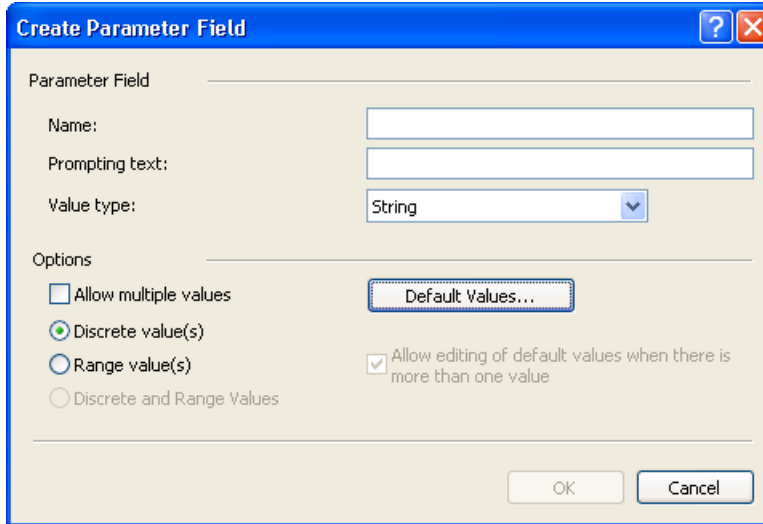 Create Parameter Field
Parameter Field
Name:
Prompting text:
Value type: String
Options
Allow multiple values Default Values...
Discrete value(s)
Range value(s) Allow editing of default values when there is
more than one value
Discrete and Range Values
OK Cancel